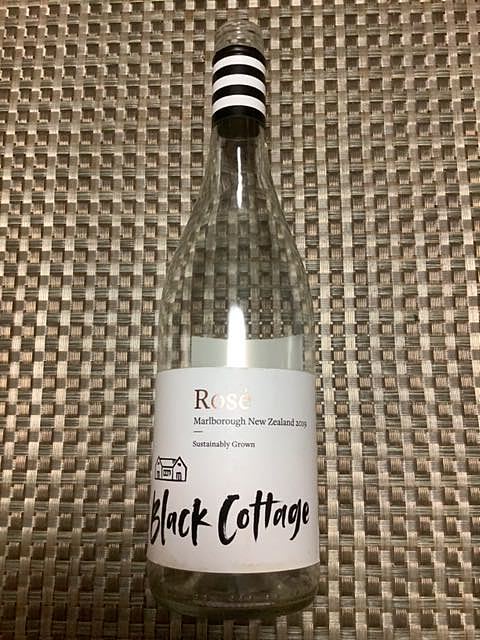 Rosé
Marlborough New Zealand 2019
Sustainably Grown
Black Cottage